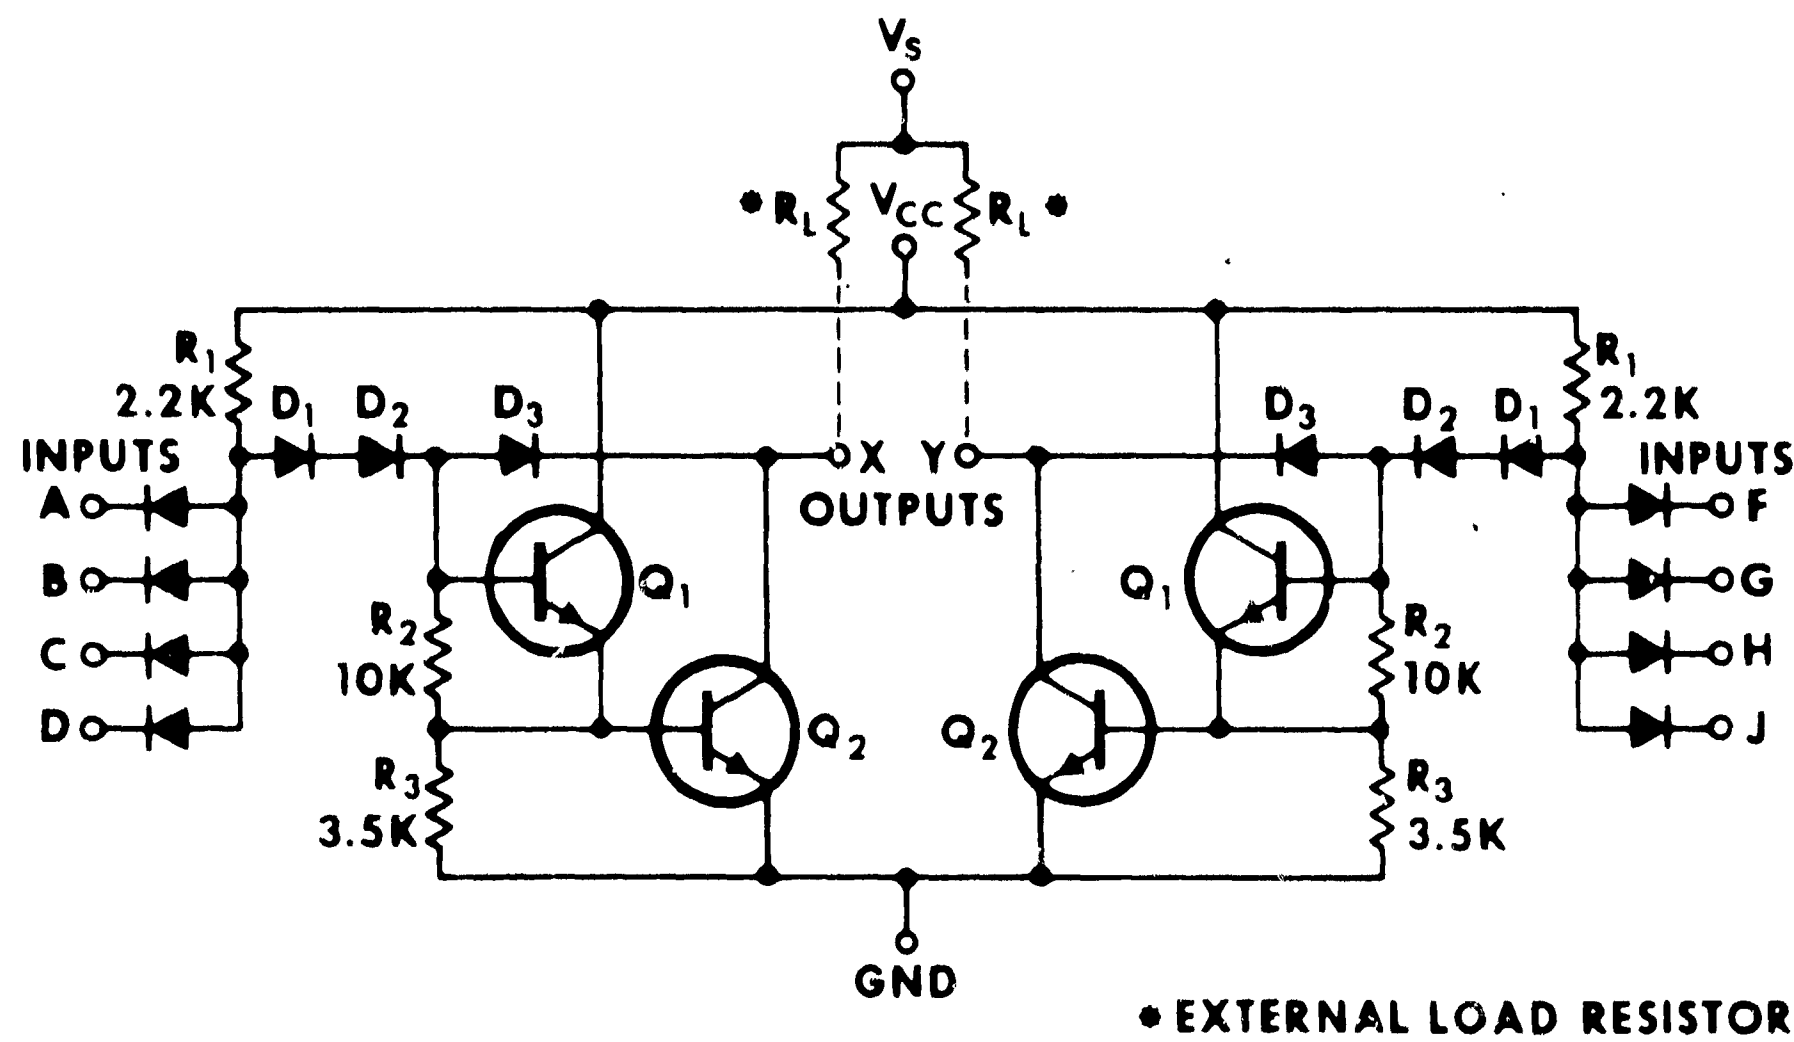 VS
* RL VCC RL *
R1 2.2K D1 D2 D3
D3 D2 D1 R1 2.2K
INPUTS X Y INPUTS
OUTPUTS
A F
B Q1 Q1 G
C R2 10K R2 10K H
D Q2 Q2 J
R3 3.5K R3 3.5K
GND
* EXTERNAL LOAD RESISTOR